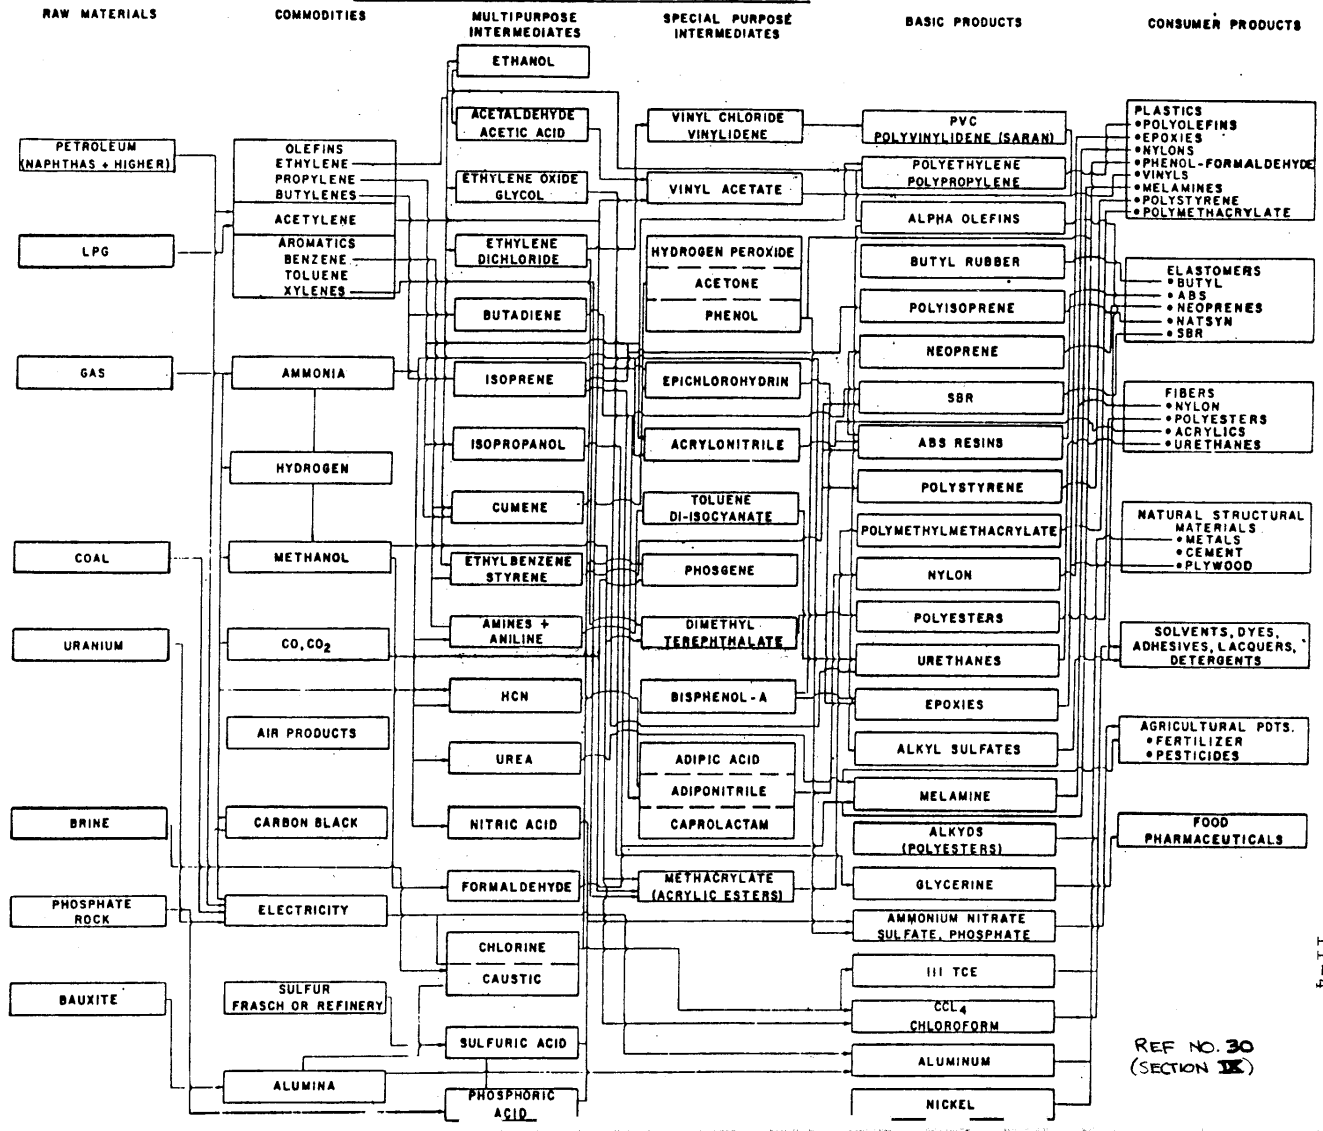 RAW MATERIALS
COMMODITIES
MULTIPURPOSE
INTERMEDIATES
SPECIAL PURPOSE
INTERMEDIATES
BASIC PRODUCTS
CONSUMER PRODUCTS
PETROLEUM
(NAPHTHAS + HIGHER)
LPG
GAS
COAL
URANIUM
BRINE
PHOSPHATE
ROCK
BAUXITE
OLEFINS
ETHYLENE
PROPYLENE
BUTYLENES
ACETYLENE
AROMATICS
BENZENE
TOLUENE
XYLENES
AMMONIA
HYDROGEN
METHANOL
CO, CO2
AIR PRODUCTS
CARBON BLACK
ELECTRICITY
SULFUR
FRASCH OR REFINERY
ALUMINA
ETHANOL
ACETALDEHYDE
ACETIC ACID
ETHYLENE OXIDE
GLYCOL
ETHYLENE
DICHLORIDE
BUTADIENE
ISOPRENE
ISOPROPANOL
CUMENE
ETHYLBENZENE
STYRENE
AMINES +
ANILINE
HCN
UREA
NITRIC ACID
FORMALDEHYDE
CHLORINE
CAUSTIC
SULFURIC ACID
PHOSPHORIC
ACID
VINYL CHLORIDE
VINYLIDENE
VINYL ACETATE
HYDROGEN PEROXIDE
ACETONE
PHENOL
EPICHLOROHYDRIN
ACRYLONITRILE
TOLUENE
DI-ISOCYANATE
PHOSGENE
DIMETHYL
TEREPHTHALATE
BISPHENOL-A
ADIPIC ACID
ADIPONITRILE
CAPROLACTAM
METHACRYLATE
(ACRYLIC ESTERS)
PVC
POLYVINYLIDENE (SARAN)
POLYETHYLENE
POLYPROPYLENE
ALPHA OLEFINS
BUTYL RUBBER
POLYISOPRENE
NEOPRENE
SBR
ABS RESINS
POLYSTYRENE
POLYMETHYLMETHACRYLATE
NYLON
POLYESTERS
URETHANES
EPOXIES
ALKYL SULFATES
MELAMINE
ALKYDS
(POLYESTERS)
GLYCERINE
AMMONIUM NITRATE
SULFATE, PHOSPHATE
III TCE
CCL4
CHLOROFORM
ALUMINUM
NICKEL
PLASTICS
• POLYOLEFINS
• EPOXIES
• NYLONS
• PHENOL-FORMALDEHYDE
• VINYLS
• MELAMINES
• POLYSTYRENE
• POLYMETHACRYLATE
ELASTOMERS
• BUTYL
• ABS
• NEOPRENES
• NATSYN
• SBR
FIBERS
• NYLON
• POLYESTERS
• ACRYLICS
• URETHANES
NATURAL STRUCTURAL
MATERIALS
• METALS
• CEMENT
• PLYWOOD
SOLVENTS, DYES,
ADHESIVES, LACQUERS,
DETERGENTS
AGRICULTURAL PDTS.
• FERTILIZER
• PESTICIDES
FOOD
PHARMACEUTICALS
REF NO. 30
(SECTION IX)